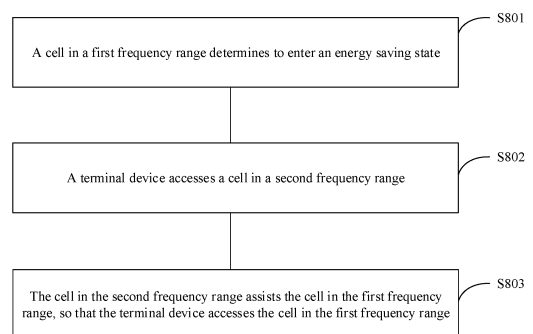 S801
A cell in a first frequency range determines to enter an energy saving state
S802
A terminal device accesses a cell in a second frequency range
S803
The cell in the second frequency range assists the cell in the first frequency
range, so that the terminal device accesses the cell in the first frequency range